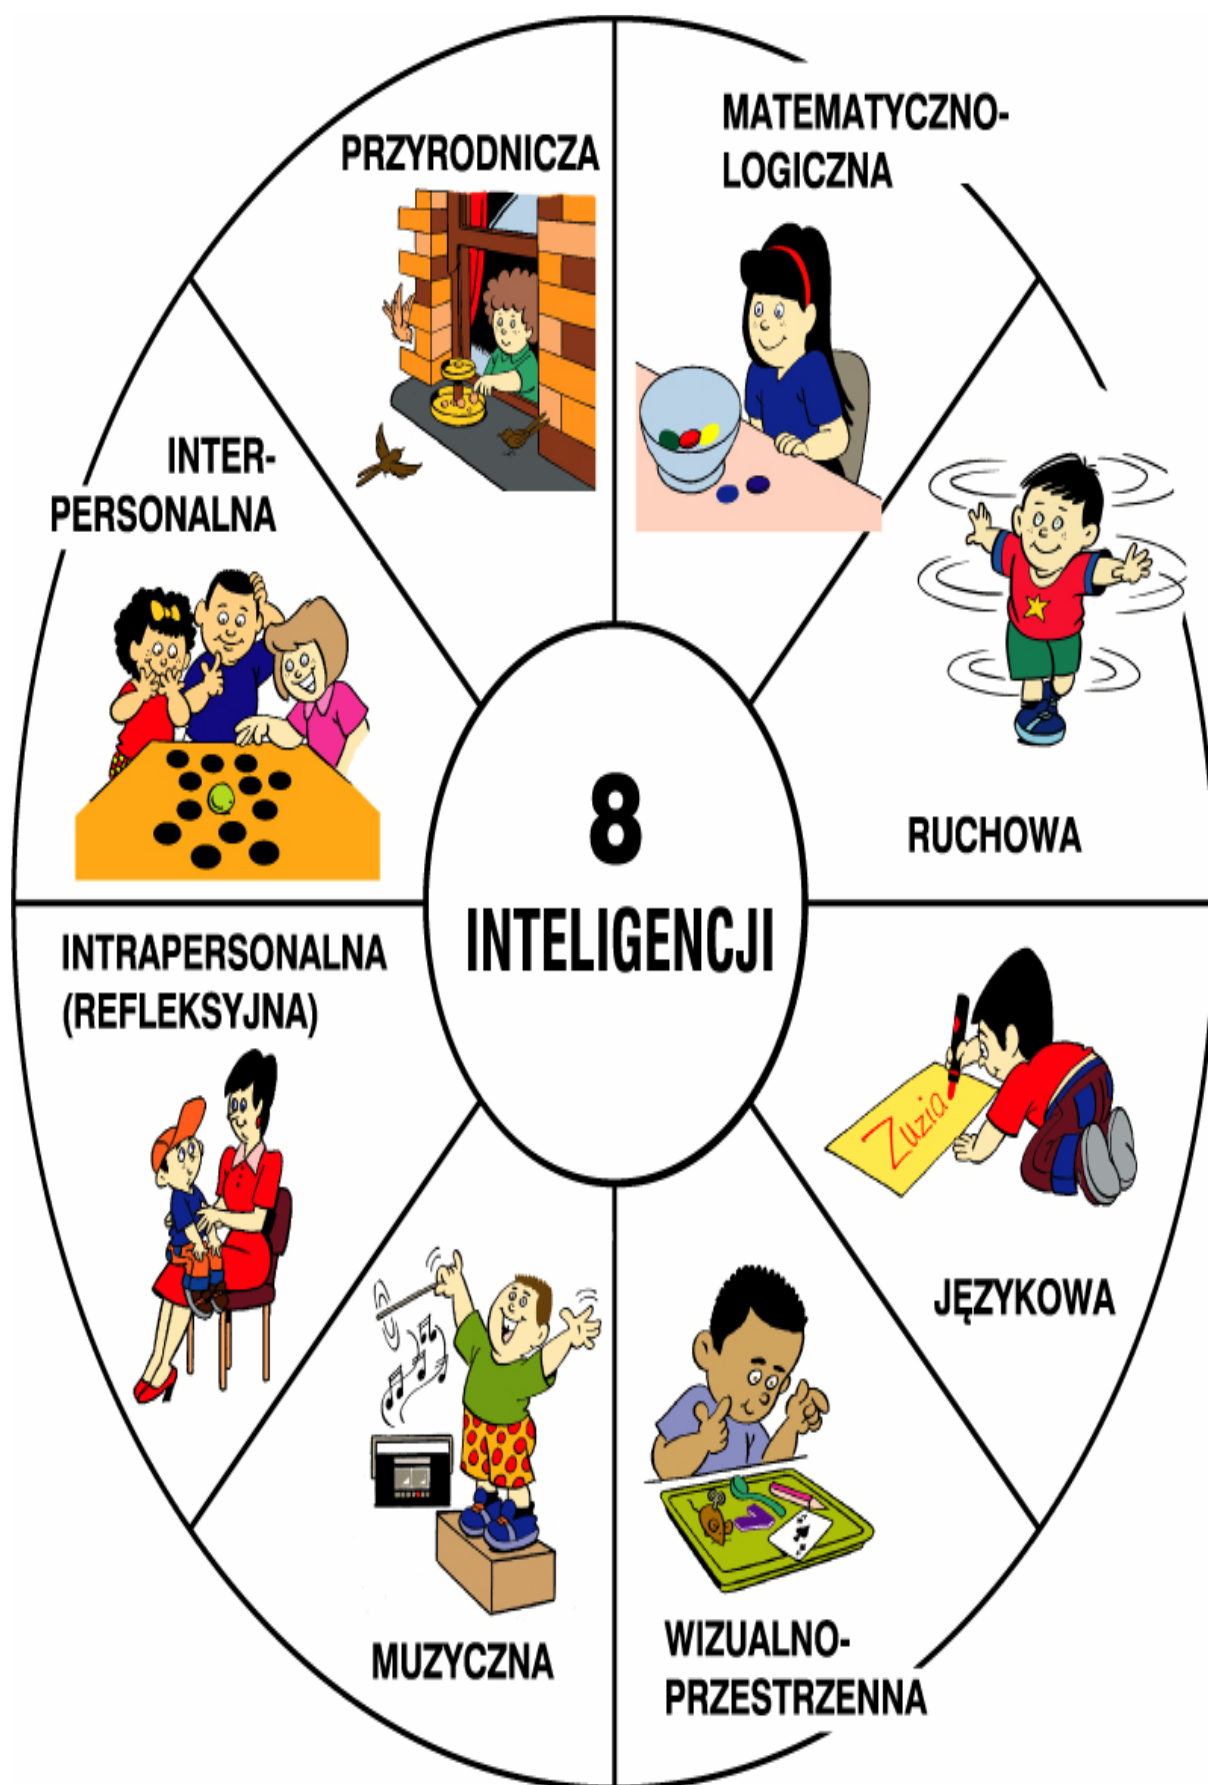 PRZYRODNICZA
MATEMATYCZNO-
LOGICZNA
INTER-
PERSONALNA
RUCHOWA
8
INTELIGENCJI
INTRAPERSONALNA
(REFLEKSYJNA)
Zuzia
JĘZYKOWA
MUZYCZNA
WIZUALNO-
PRZESTRZENNA